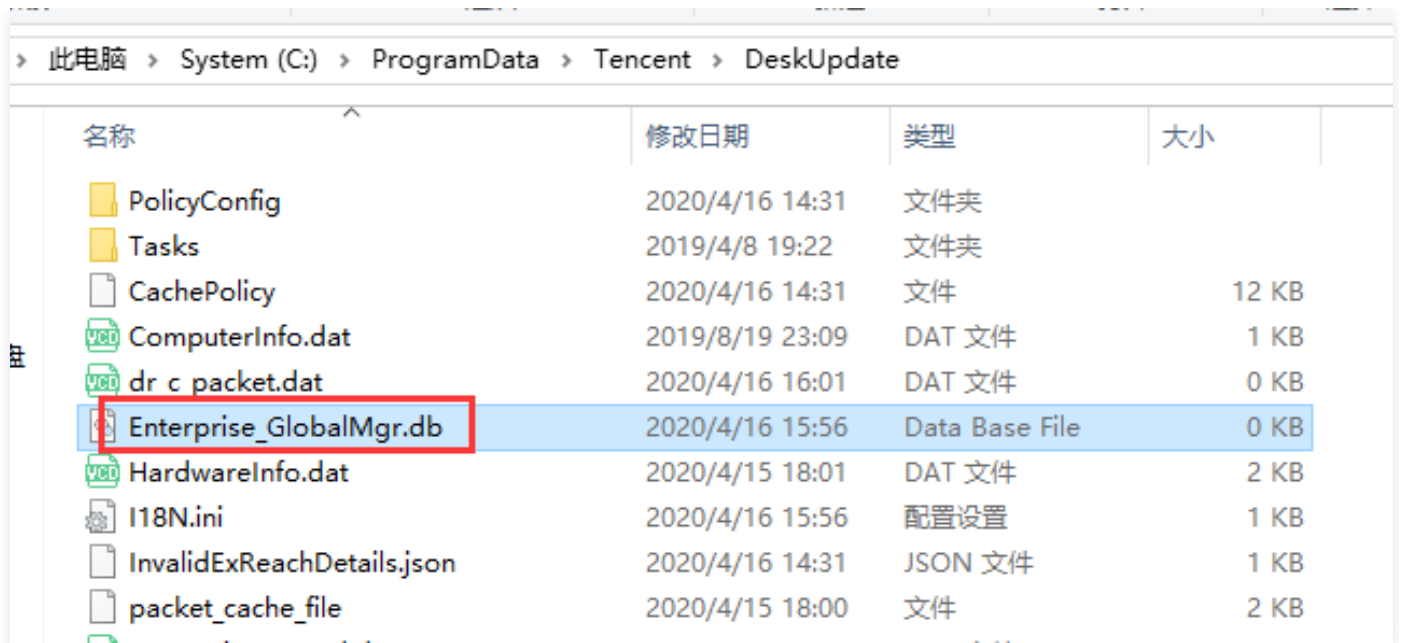 › 此电脑 › System (C:) › ProgramData › Tencent › DeskUpdate
名称 修改日期 类型 大小
PolicyConfig 2020/4/16 14:31 文件夹
Tasks 2019/4/8 19:22 文件夹
CachePolicy 2020/4/16 14:31 文件 12 KB
ComputerInfo.dat 2019/8/19 23:09 DAT 文件 1 KB
dr_c_packet.dat 2020/4/16 16:01 DAT 文件 0 KB
Enterprise_GlobalMgr.db 2020/4/16 15:56 Data Base File 0 KB
HardwareInfo.dat 2020/4/15 18:01 DAT 文件 2 KB
I18N.ini 2020/4/16 15:56 配置设置 1 KB
InvalidExReachDetails.json 2020/4/16 14:31 JSON 文件 1 KB
packet_cache_file 2020/4/15 18:00 文件 2 KB
盘